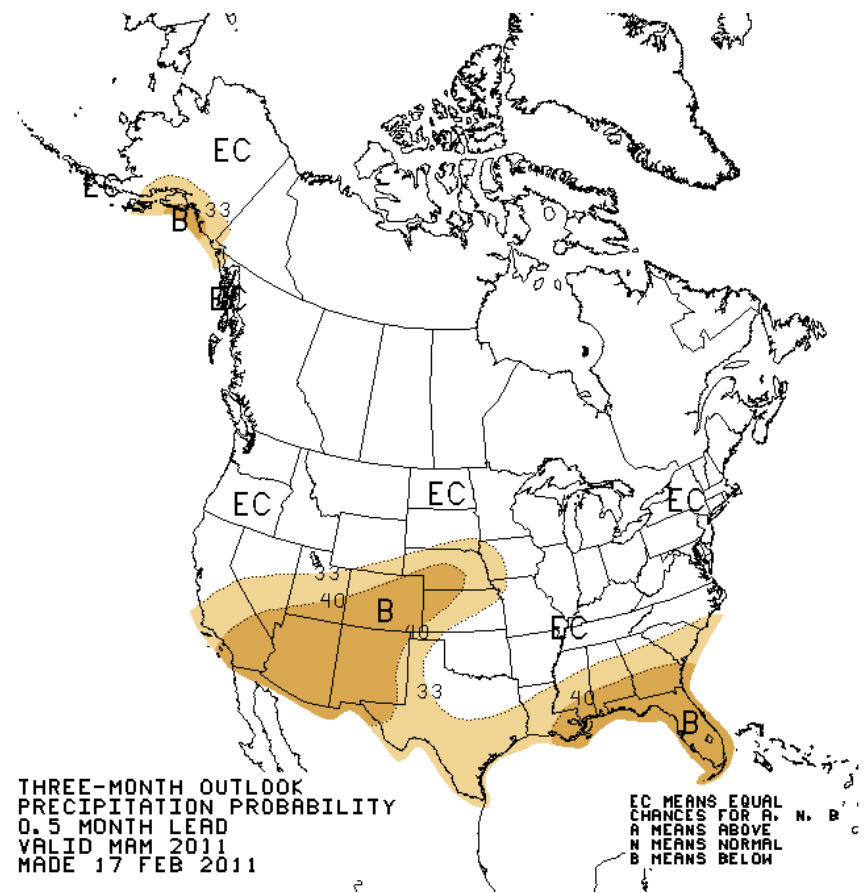 EC
EC
33
B
EC
EC
EC
EC
33
40
B
40
EC
33
40
B
THREE-MONTH OUTLOOK
PRECIPITATION PROBABILITY
0.5 MONTH LEAD
VALID MAM 2011
MADE 17 FEB 2011
EC MEANS EQUAL
CHANCES FOR A, N, B
A MEANS ABOVE
N MEANS NORMAL
B MEANS BELOW